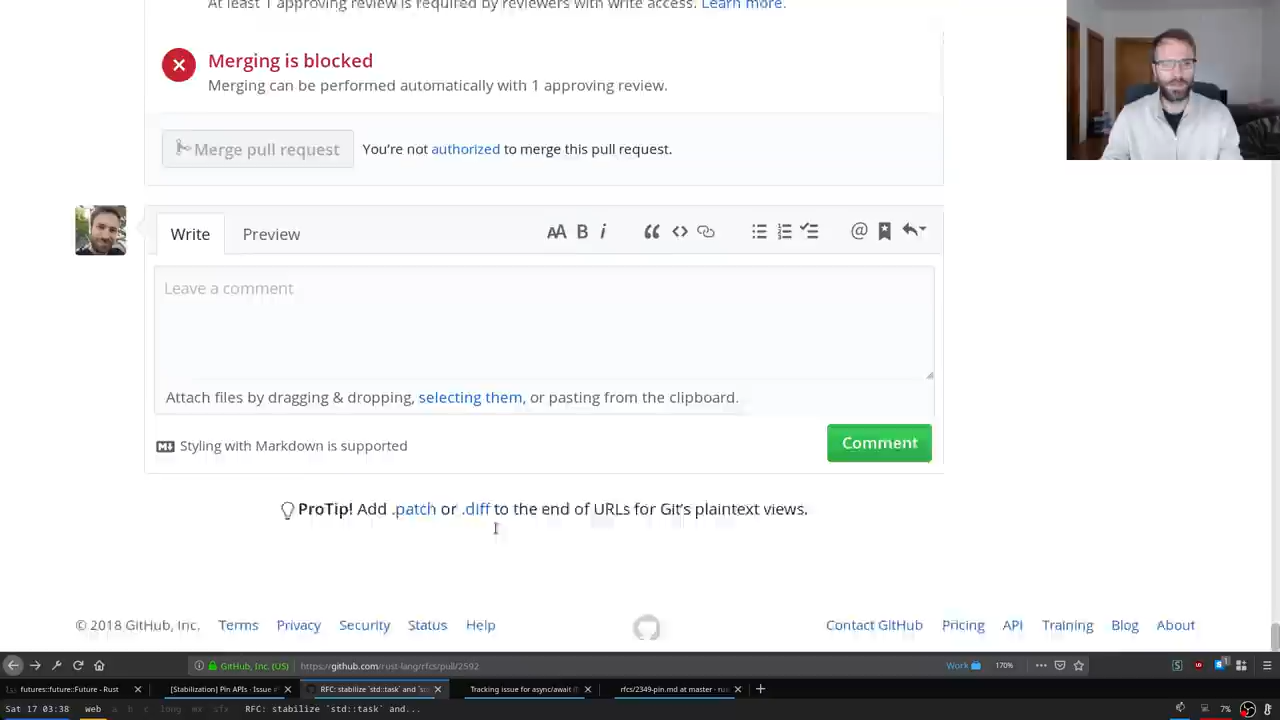 At least 1 approving review is required by reviewers with write access. Learn more.
Merging is blocked
Merging can be performed automatically with 1 approving review.
Merge pull request
You're not authorized to merge this pull request.
Write Preview
AA B i
Leave a comment
Attach files by dragging & dropping, selecting them, or pasting from the clipboard.
Styling with Markdown is supported
Comment
ProTip! Add .patch or .diff to the end of URLs for Git's plaintext views.
© 2018 GitHub, Inc. Terms Privacy Security Status Help
Contact GitHub Pricing API Training Blog About
GitHub, Inc. (US) https://github.com/rust-lang/rfcs/pull/2592 Work 170%
futures::future::Future - Rust
[Stabilization] Pin APIs · Issue
RFC: stabilize `std::task` and `st
Tracking issue for async/await (
rfcs/2349-pin.md at master · rus
Sat 17 03:38 web a b c long mx sfx RFC: stabilize `std::task` and... 7%